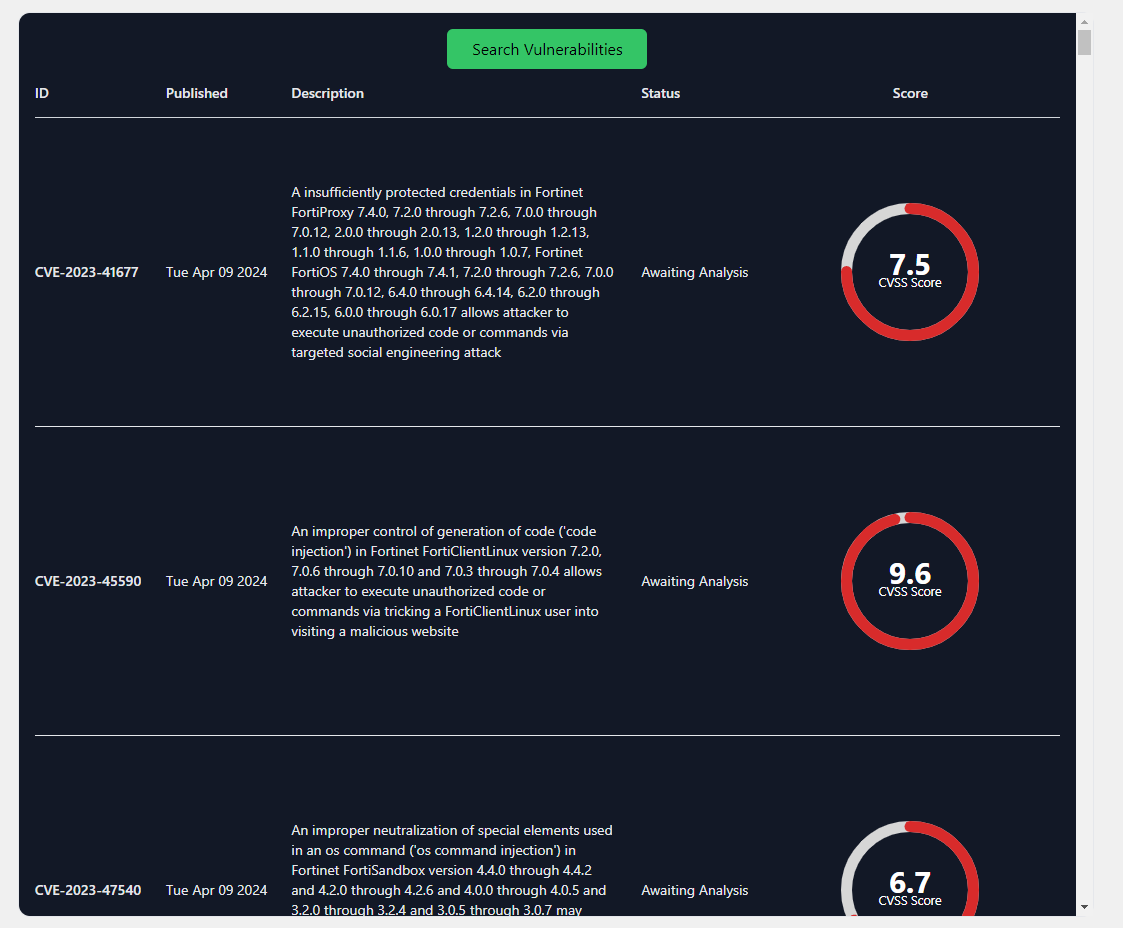 Search Vulnerabilities
ID Published Description Status Score
A insufficiently protected credentials in Fortinet
FortiProxy 7.4.0, 7.2.0 through 7.2.6, 7.0.0 through
7.0.12, 2.0.0 through 2.0.13, 1.2.0 through 1.2.13,
1.1.0 through 1.1.6, 1.0.0 through 1.0.7, Fortinet
CVE-2023-41677 Tue Apr 09 2024 FortiOS 7.4.0 through 7.4.1, 7.2.0 through 7.2.6, 7.0.0 Awaiting Analysis 7.5
CVSS Score
through 7.0.12, 6.4.0 through 6.4.14, 6.2.0 through
6.2.15, 6.0.0 through 6.0.17 allows attacker to
execute unauthorized code or commands via
targeted social engineering attack
An improper control of generation of code ('code
injection') in Fortinet FortiClientLinux version 7.2.0,
7.0.6 through 7.0.10 and 7.0.3 through 7.0.4 allows
CVE-2023-45590 Tue Apr 09 2024 attacker to execute unauthorized code or Awaiting Analysis 9.6
CVSS Score
commands via tricking a FortiClientLinux user into
visiting a malicious website
An improper neutralization of special elements used
in an os command ('os command injection') in
Fortinet FortiSandbox version 4.4.0 through 4.4.2
CVE-2023-47540 Tue Apr 09 2024 and 4.2.0 through 4.2.6 and 4.0.0 through 4.0.5 and Awaiting Analysis 6.7
CVSS Score
3.2.0 through 3.2.4 and 3.0.5 through 3.0.7 may